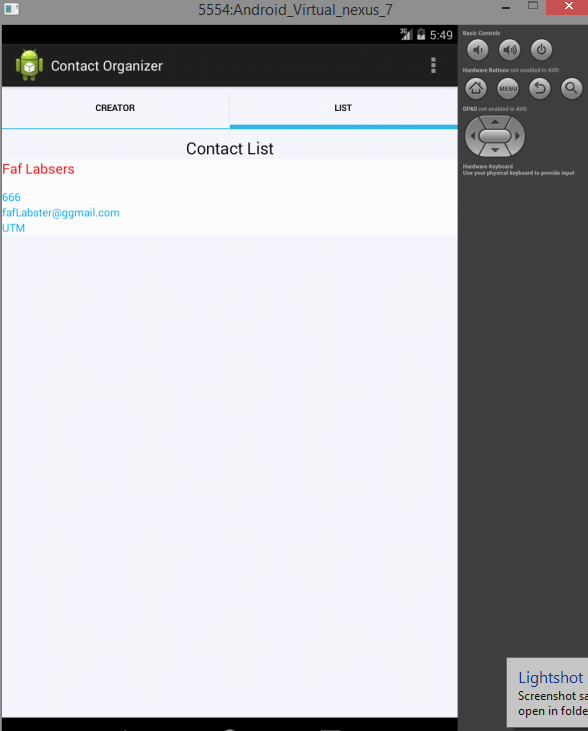 5554:Android_Virtual_nexus_7
3G 5:49
Contact Organizer
CREATOR LIST
Contact List
Faf Labsers
666
fafLabster@ggmail.com
UTM
Basic Controls
Hardware Buttons not enabled in AVD
MENU
DPAD not enabled in AVD
Hardware Keyboard
Use your physical keyboard to provide input
Lightshot
Screenshot sa
open in folde